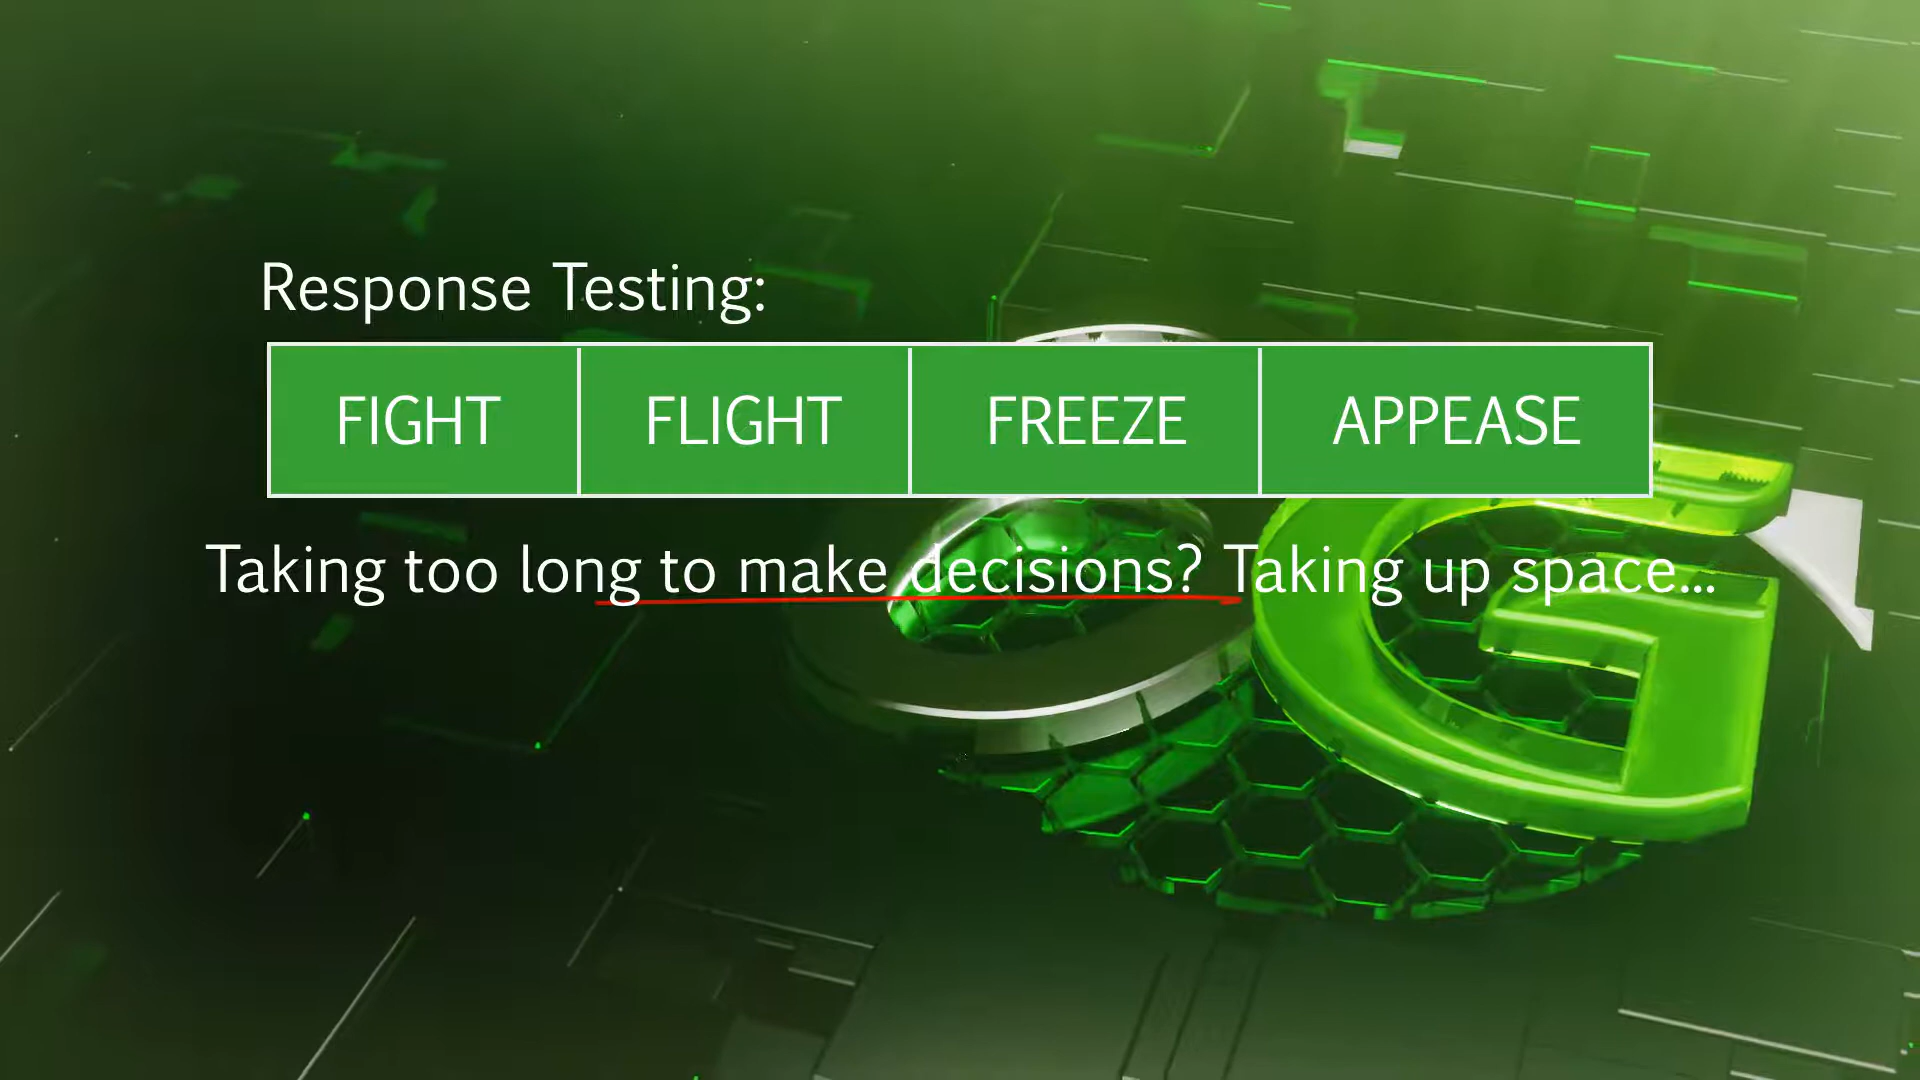 Response Testing:
FIGHT FLIGHT FREEZE APPEASE
Taking too long to make decisions? Taking up space...
G